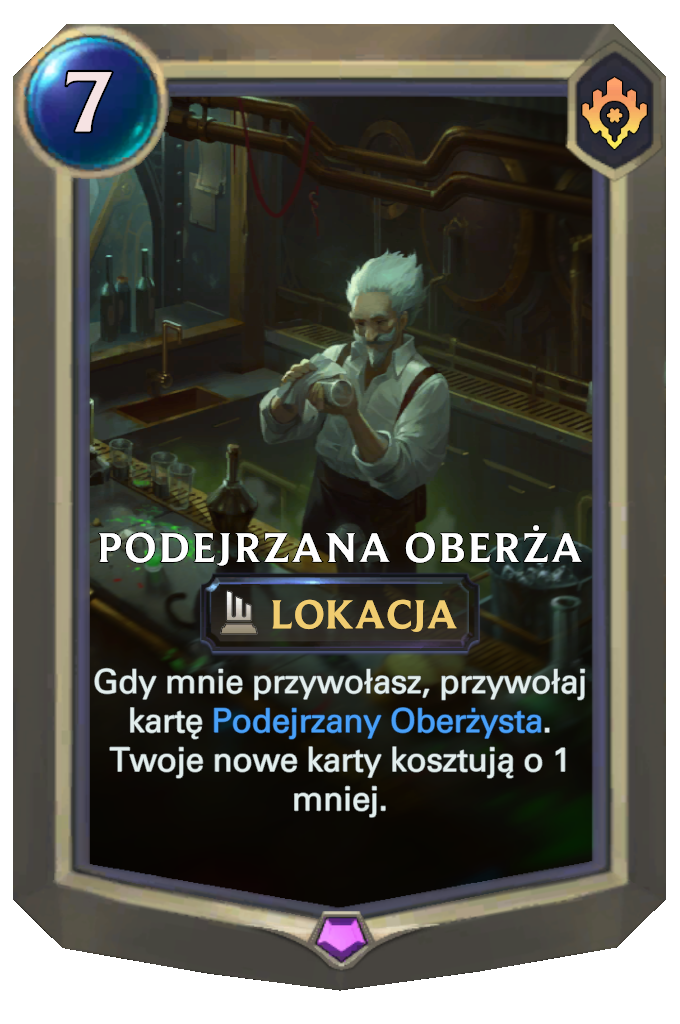 7
PODEJRZANA OBERŻA
LOKACJA
Gdy mnie przywołasz, przywołaj
kartę Podejrzany Oberżysta.
Twoje nowe karty kosztują o 1
mniej.